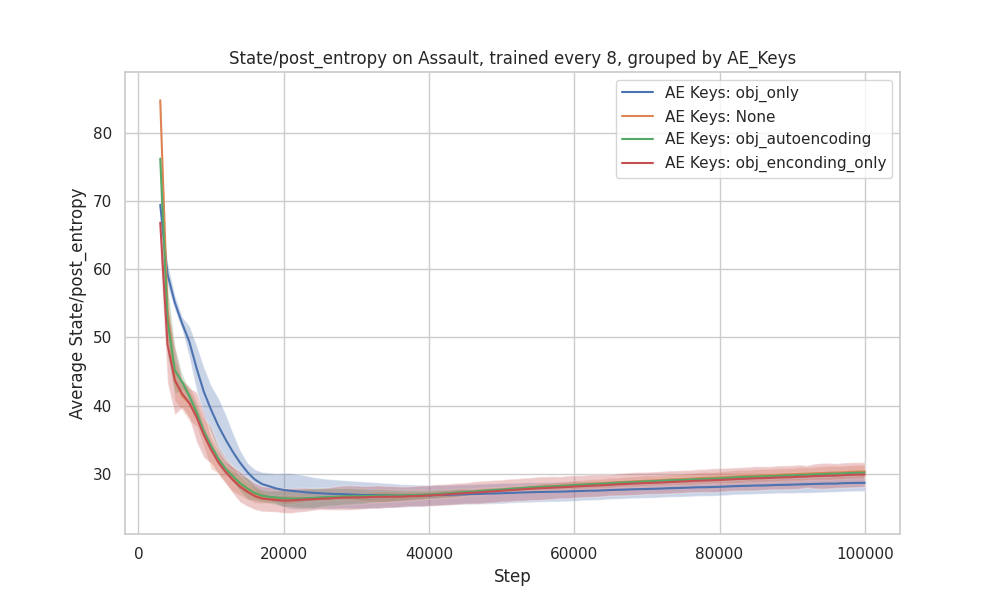 State/post_entropy on Assault, trained every 8, grouped by AE_Keys
AE Keys: obj_only
AE Keys: None
AE Keys: obj_autoencoding
AE Keys: obj_enconding_only
Average State/post_entropy
80
70
60
50
40
30
0
20000
40000
60000
80000
100000
Step